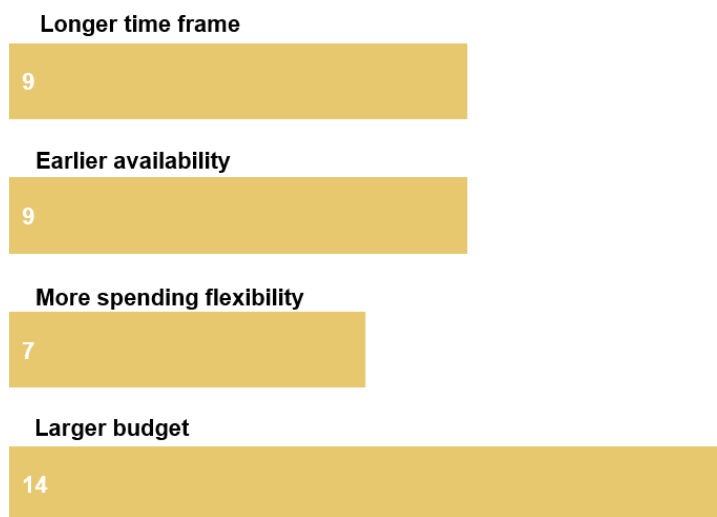 Longer time frame
9
Earlier availability
9
More spending flexibility
7
Larger budget
14